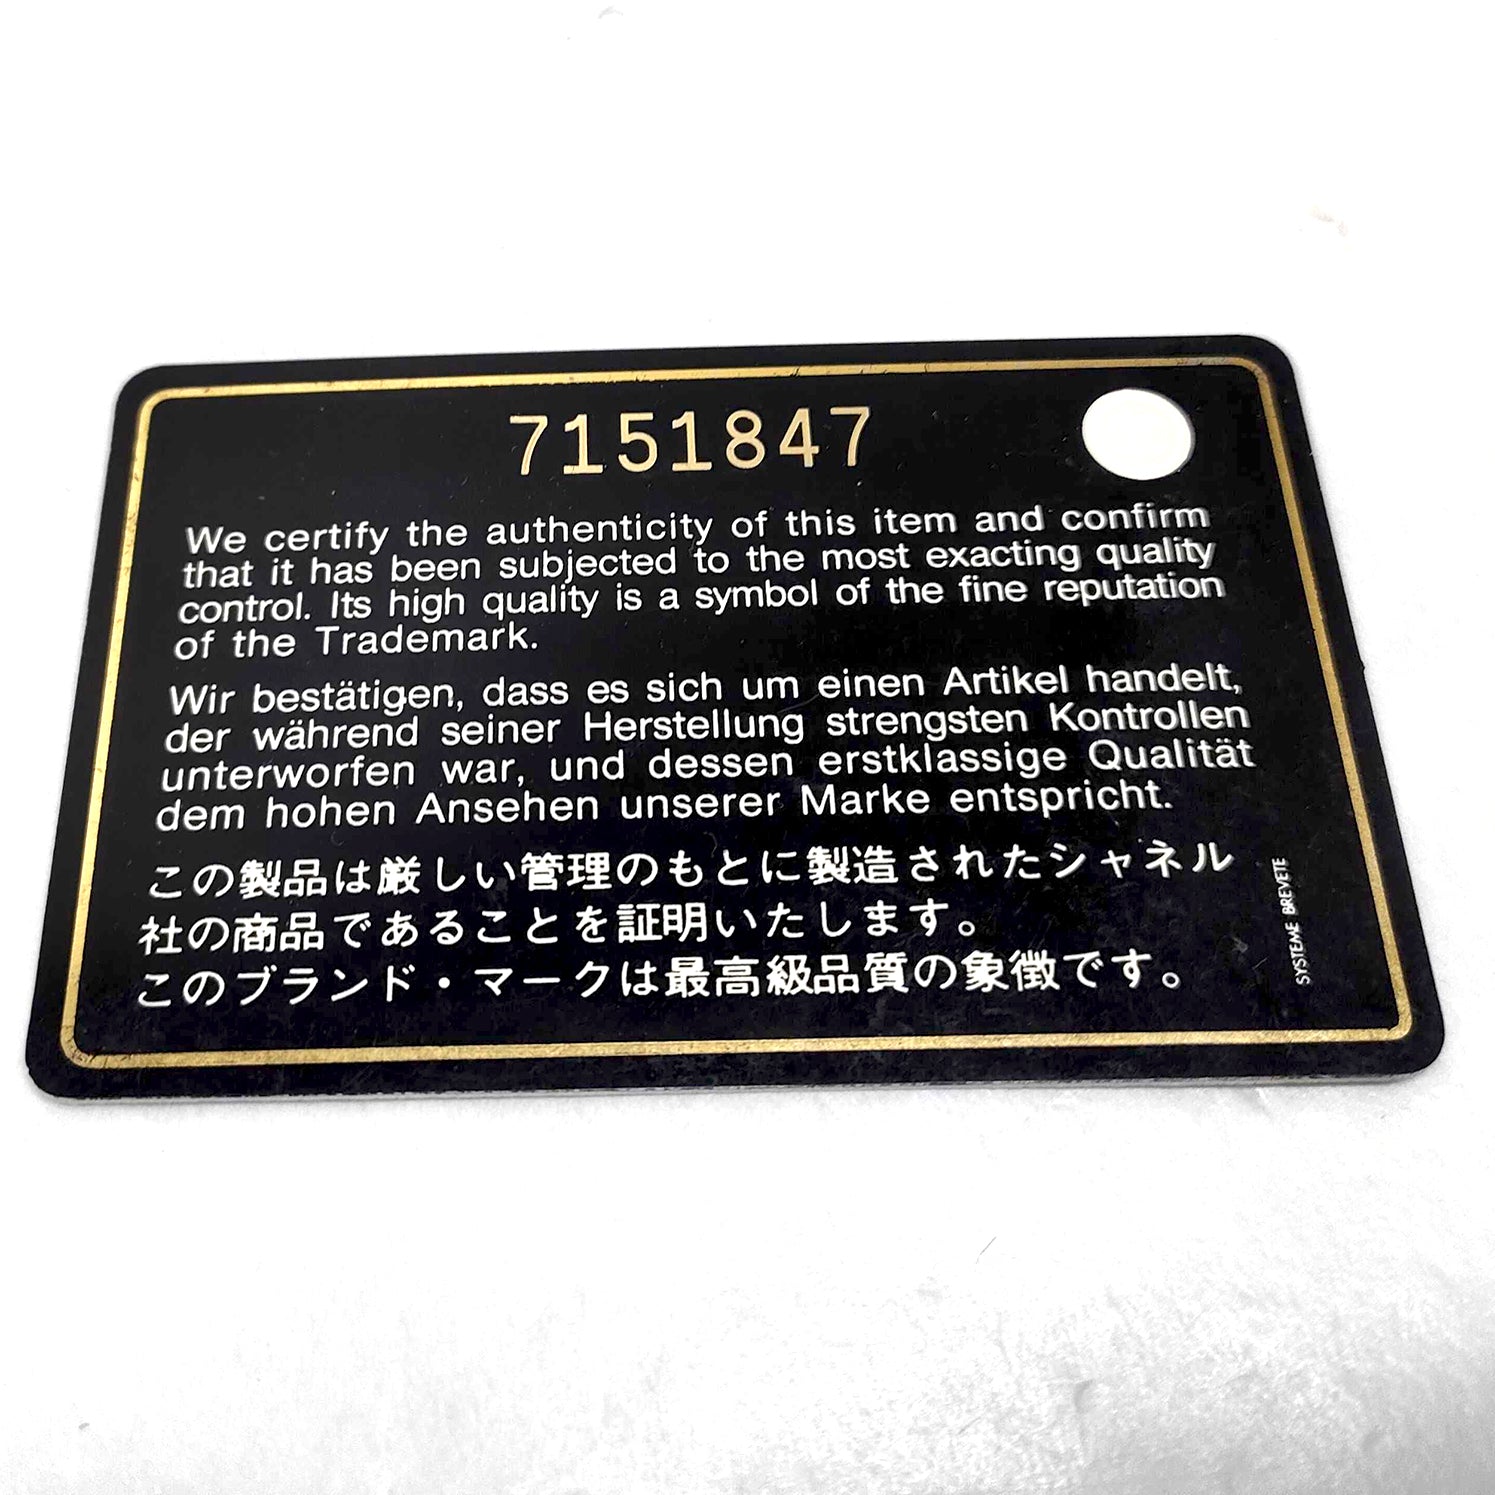 7151847
We certify the authenticity of this item and confirm
that it has been subjected to the most exacting quality
control. Its high quality is a symbol of the fine reputation
of the Trademark.
Wir bestätigen, dass es sich um einen Artikel handelt,
der während seiner Herstellung strengsten Kontrollen
unterworfen war, und dessen erstklassige Qualität
dem hohen Ansehen unserer Marke entspricht.
この製品は厳しい管理のもとに製造されたシャネル
社の商品であることを証明いたします。
このブランド・マークは最高級品質の象徴です。
SYSTEME BREVETE